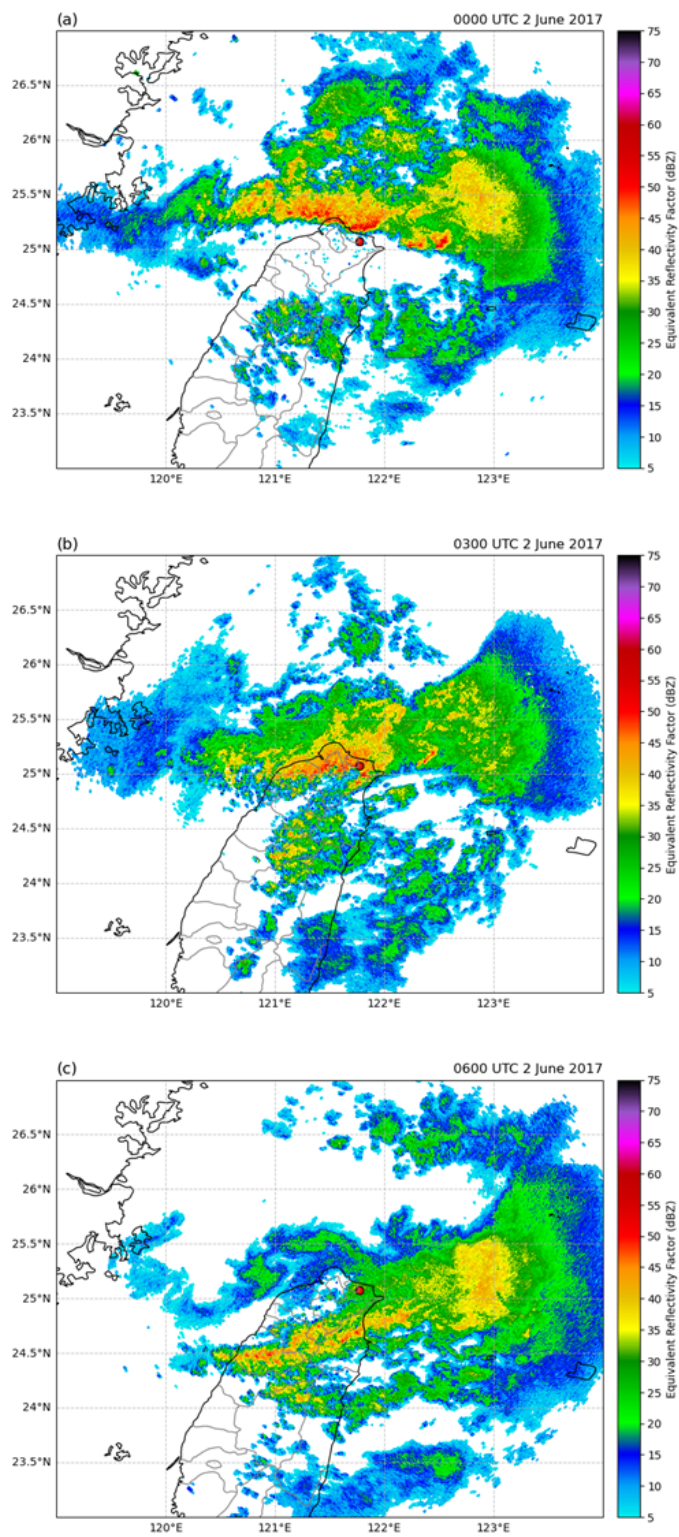 (a) 0000 UTC 2 June 2017
26.5°N
26°N
25.5°N
25°N
24.5°N
24°N
23.5°N
120°E 121°E 122°E 123°E
75
70
65
60
55
50
45
40
35
30
25
20
15
10
5
Equivalent Reflectivity Factor (dBZ)
(b) 0300 UTC 2 June 2017
26.5°N
26°N
25.5°N
25°N
24.5°N
24°N
23.5°N
120°E 121°E 122°E 123°E
75
70
65
60
55
50
45
40
35
30
25
20
15
10
5
Equivalent Reflectivity Factor (dBZ)
(c) 0600 UTC 2 June 2017
26.5°N
26°N
25.5°N
25°N
24.5°N
24°N
23.5°N
120°E 121°E 122°E 123°E
75
70
65
60
55
50
45
40
35
30
25
20
15
10
5
Equivalent Reflectivity Factor (dBZ)